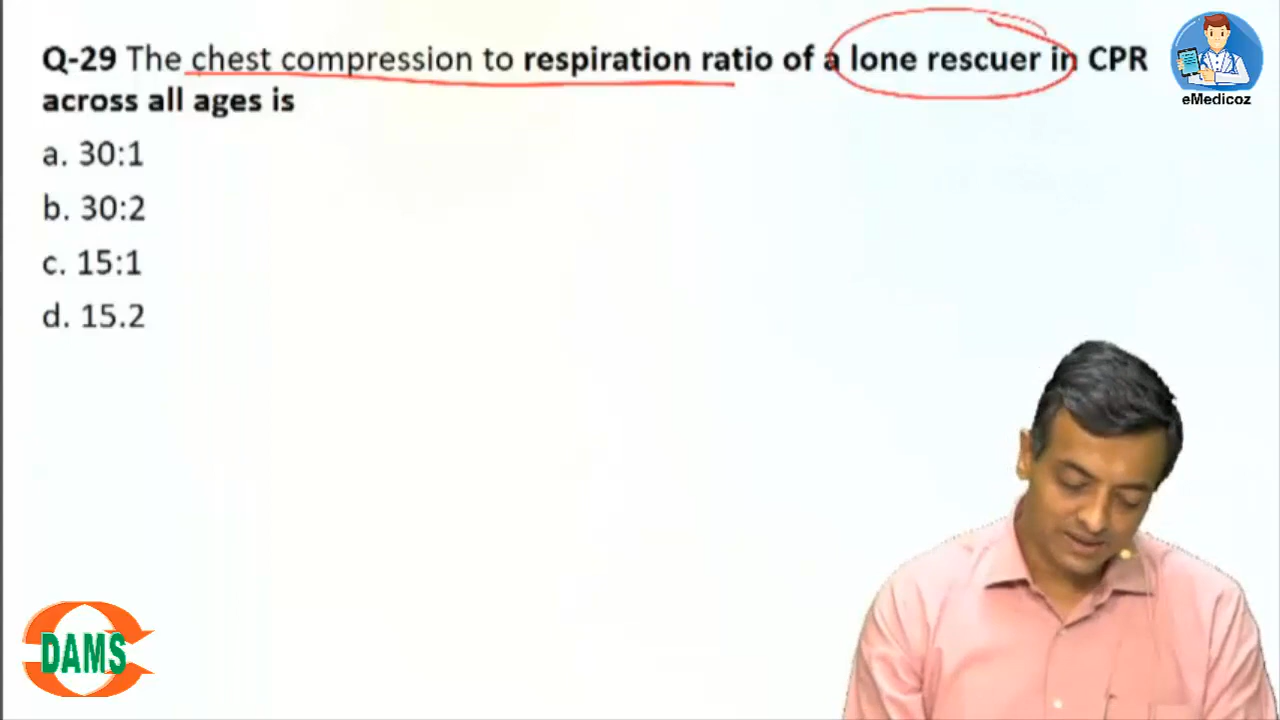 Q-29 The chest compression to respiration ratio of a lone rescuer in CPR
across all ages is
a. 30:1
b. 30:2
c. 15:1
d. 15.2
eMedicoz
DAMS